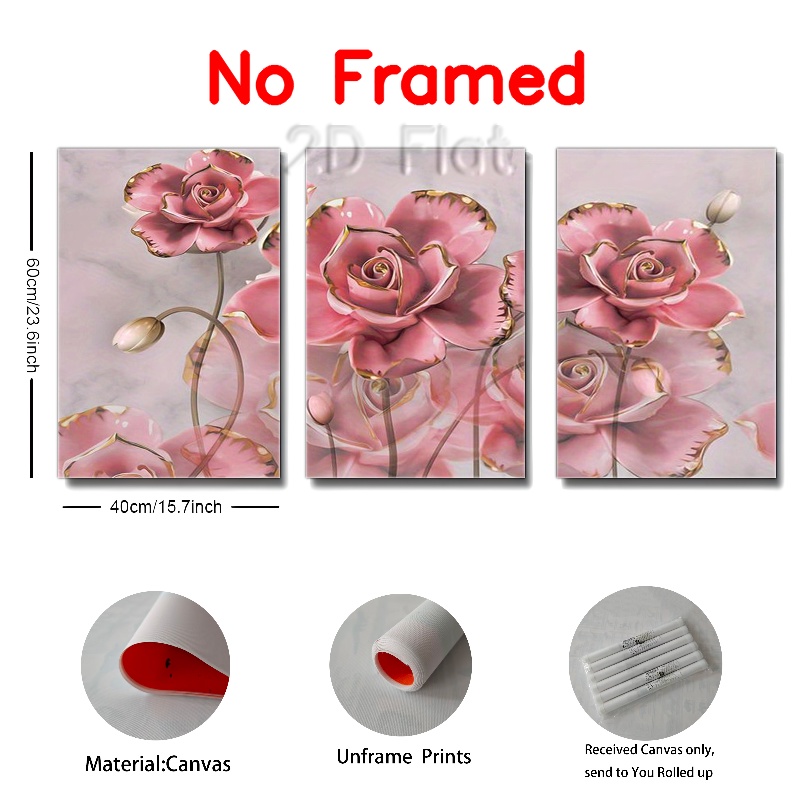 No Framed
2D Flat
60cm/23.6inch
40cm/15.7inch
Material:Canvas
Unframe Prints
Received Canvas only,
send to You Rolled up